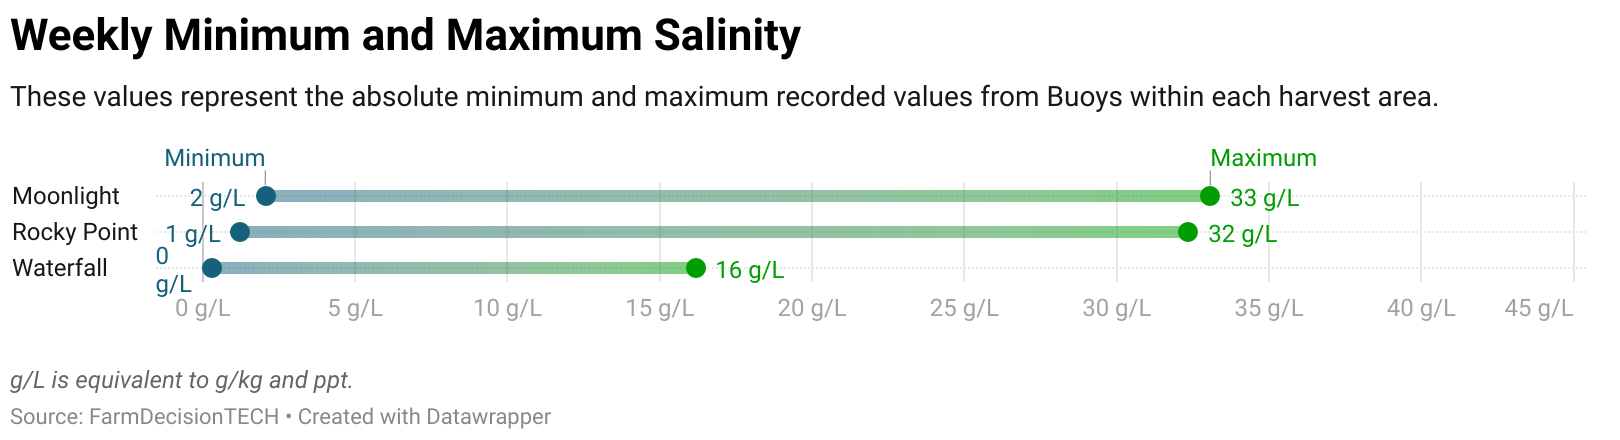 Weekly Minimum and Maximum Salinity
These values represent the absolute minimum and maximum recorded values from Buoys within each harvest area.
Minimum Maximum
Moonlight 2 g/L 33 g/L
Rocky Point 1 g/L 32 g/L
Waterfall 0 g/L 16 g/L
0 g/L 5 g/L 10 g/L 15 g/L 20 g/L 25 g/L 30 g/L 35 g/L 40 g/L 45 g/L
g/L is equivalent to g/kg and ppt.
Source: FarmDecisionTECH • Created with Datawrapper